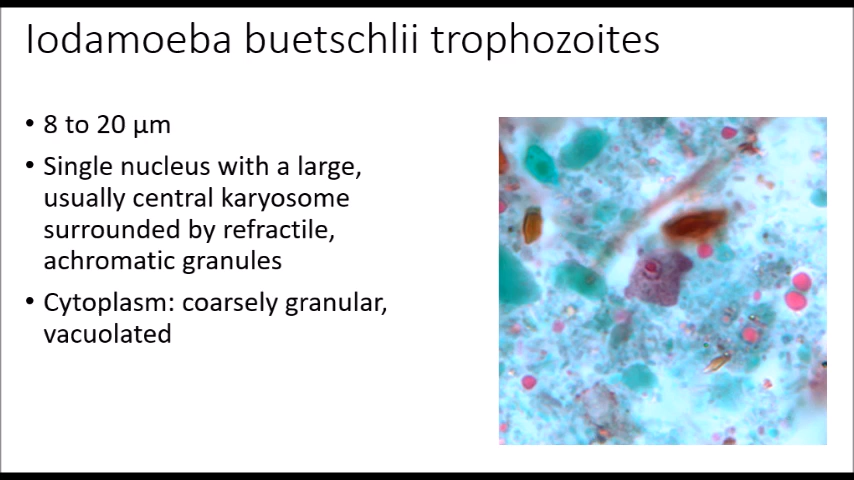 Iodamoeba buetschlii trophozoites
• 8 to 20 µm
• Single nucleus with a large,
usually central karyosome
surrounded by refractile,
achromatic granules
• Cytoplasm: coarsely granular,
vacuolated